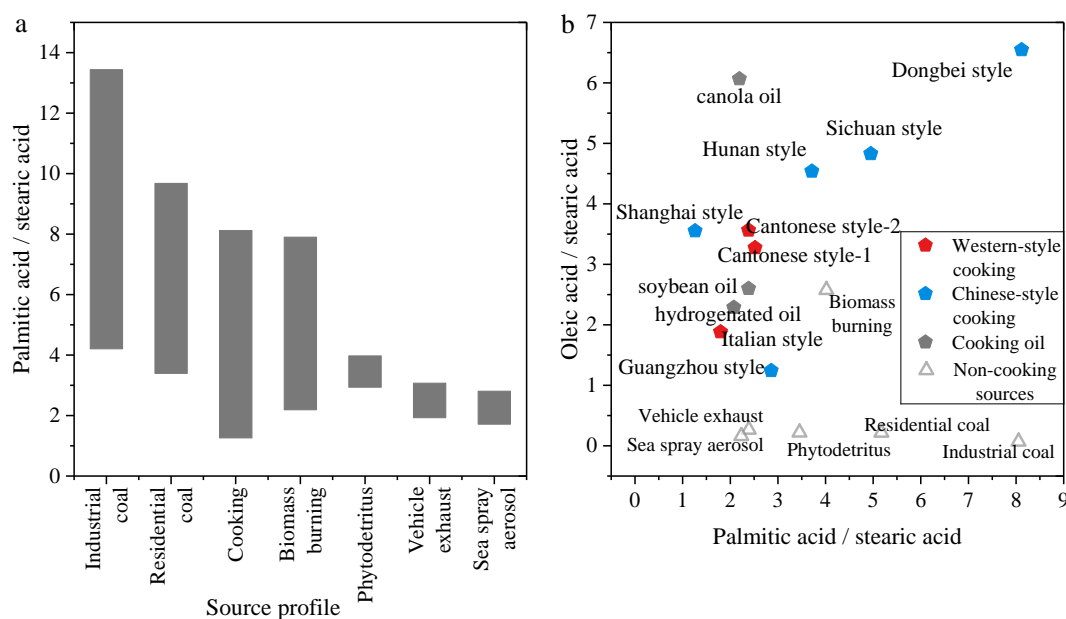 a
Palmitic acid / stearic acid
14
12
10
8
6
4
2
0
Industrial
coal
Residential
coal
Cooking
Biomass
burning
Phytodetritus
Vehicle
exhaust
Sea spray
aerosol
Source profile
b
Oleic acid / stearic acid
7
6
5
4
3
2
1
0
Dongbei style
canola oil
Sichuan style
Hunan style
Shanghai style
Cantonese style-2
Cantonese style-1
soybean oil
hydrogenated oil
Biomass
burning
Italian style
Guangzhou style
Vehicle exhaust
Sea spray aerosol
Phytodetritus
Residential coal
Industrial coal
Western-style
cooking
Chinese-style
cooking
Cooking oil
Non-cooking
sources
0 1 2 3 4 5 6 7 8 9
Palmitic acid / stearic acid